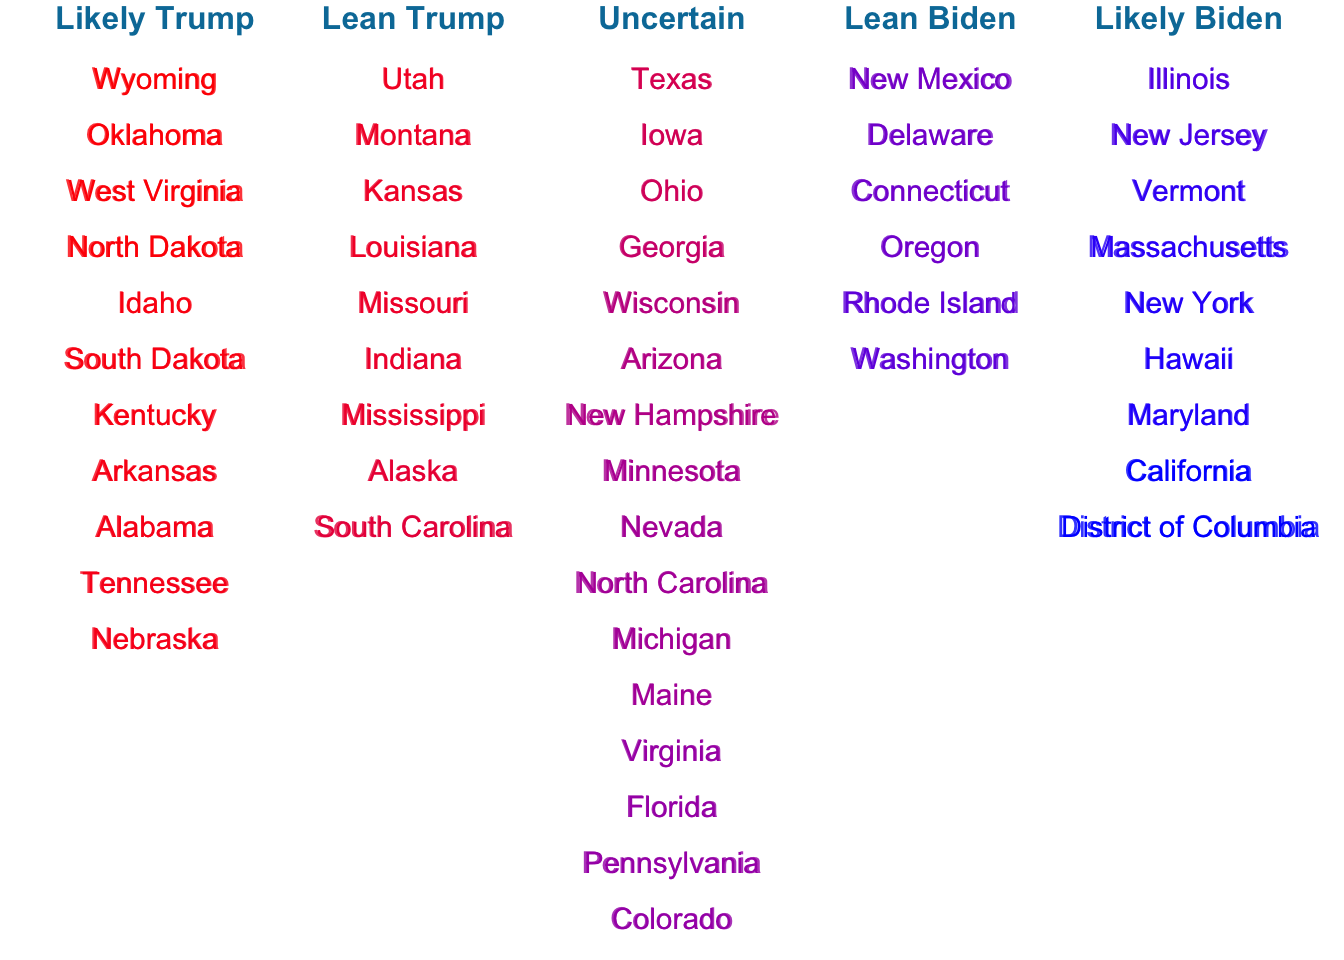 Likely Trump Lean Trump Uncertain Lean Biden Likely Biden
Wyoming Utah Texas New Mexico Illinois
Oklahoma Montana Iowa Delaware New Jersey
West Virginia Kansas Ohio Connecticut Vermont
North Dakota Louisiana Georgia Oregon Massachusetts
Idaho Missouri Wisconsin Rhode Island New York
South Dakota Indiana Arizona Washington Hawaii
Kentucky Mississippi New Hampshire Maryland
Arkansas Alaska Minnesota California
Alabama South Carolina Nevada District of Columbia
Tennessee North Carolina
Nebraska Michigan
Maine
Virginia
Florida
Pennsylvania
Colorado